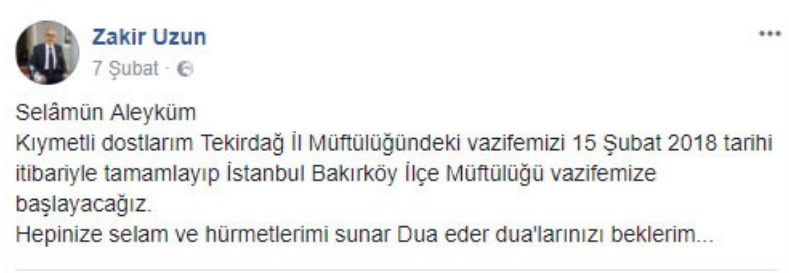 Zakir Uzun
7 Şubat ·
Selâmün Aleyküm
Kıymetli dostlarım Tekirdağ İl Müftülüğündeki vazifemizi 15 Şubat 2018 tarihi
itibariyle tamamlayıp İstanbul Bakırköy İlçe Müftülüğü vazifemize
başlayacağız.
Hepinize selam ve hürmetlerimi sunar Dua eder dua'larınızı beklerim...